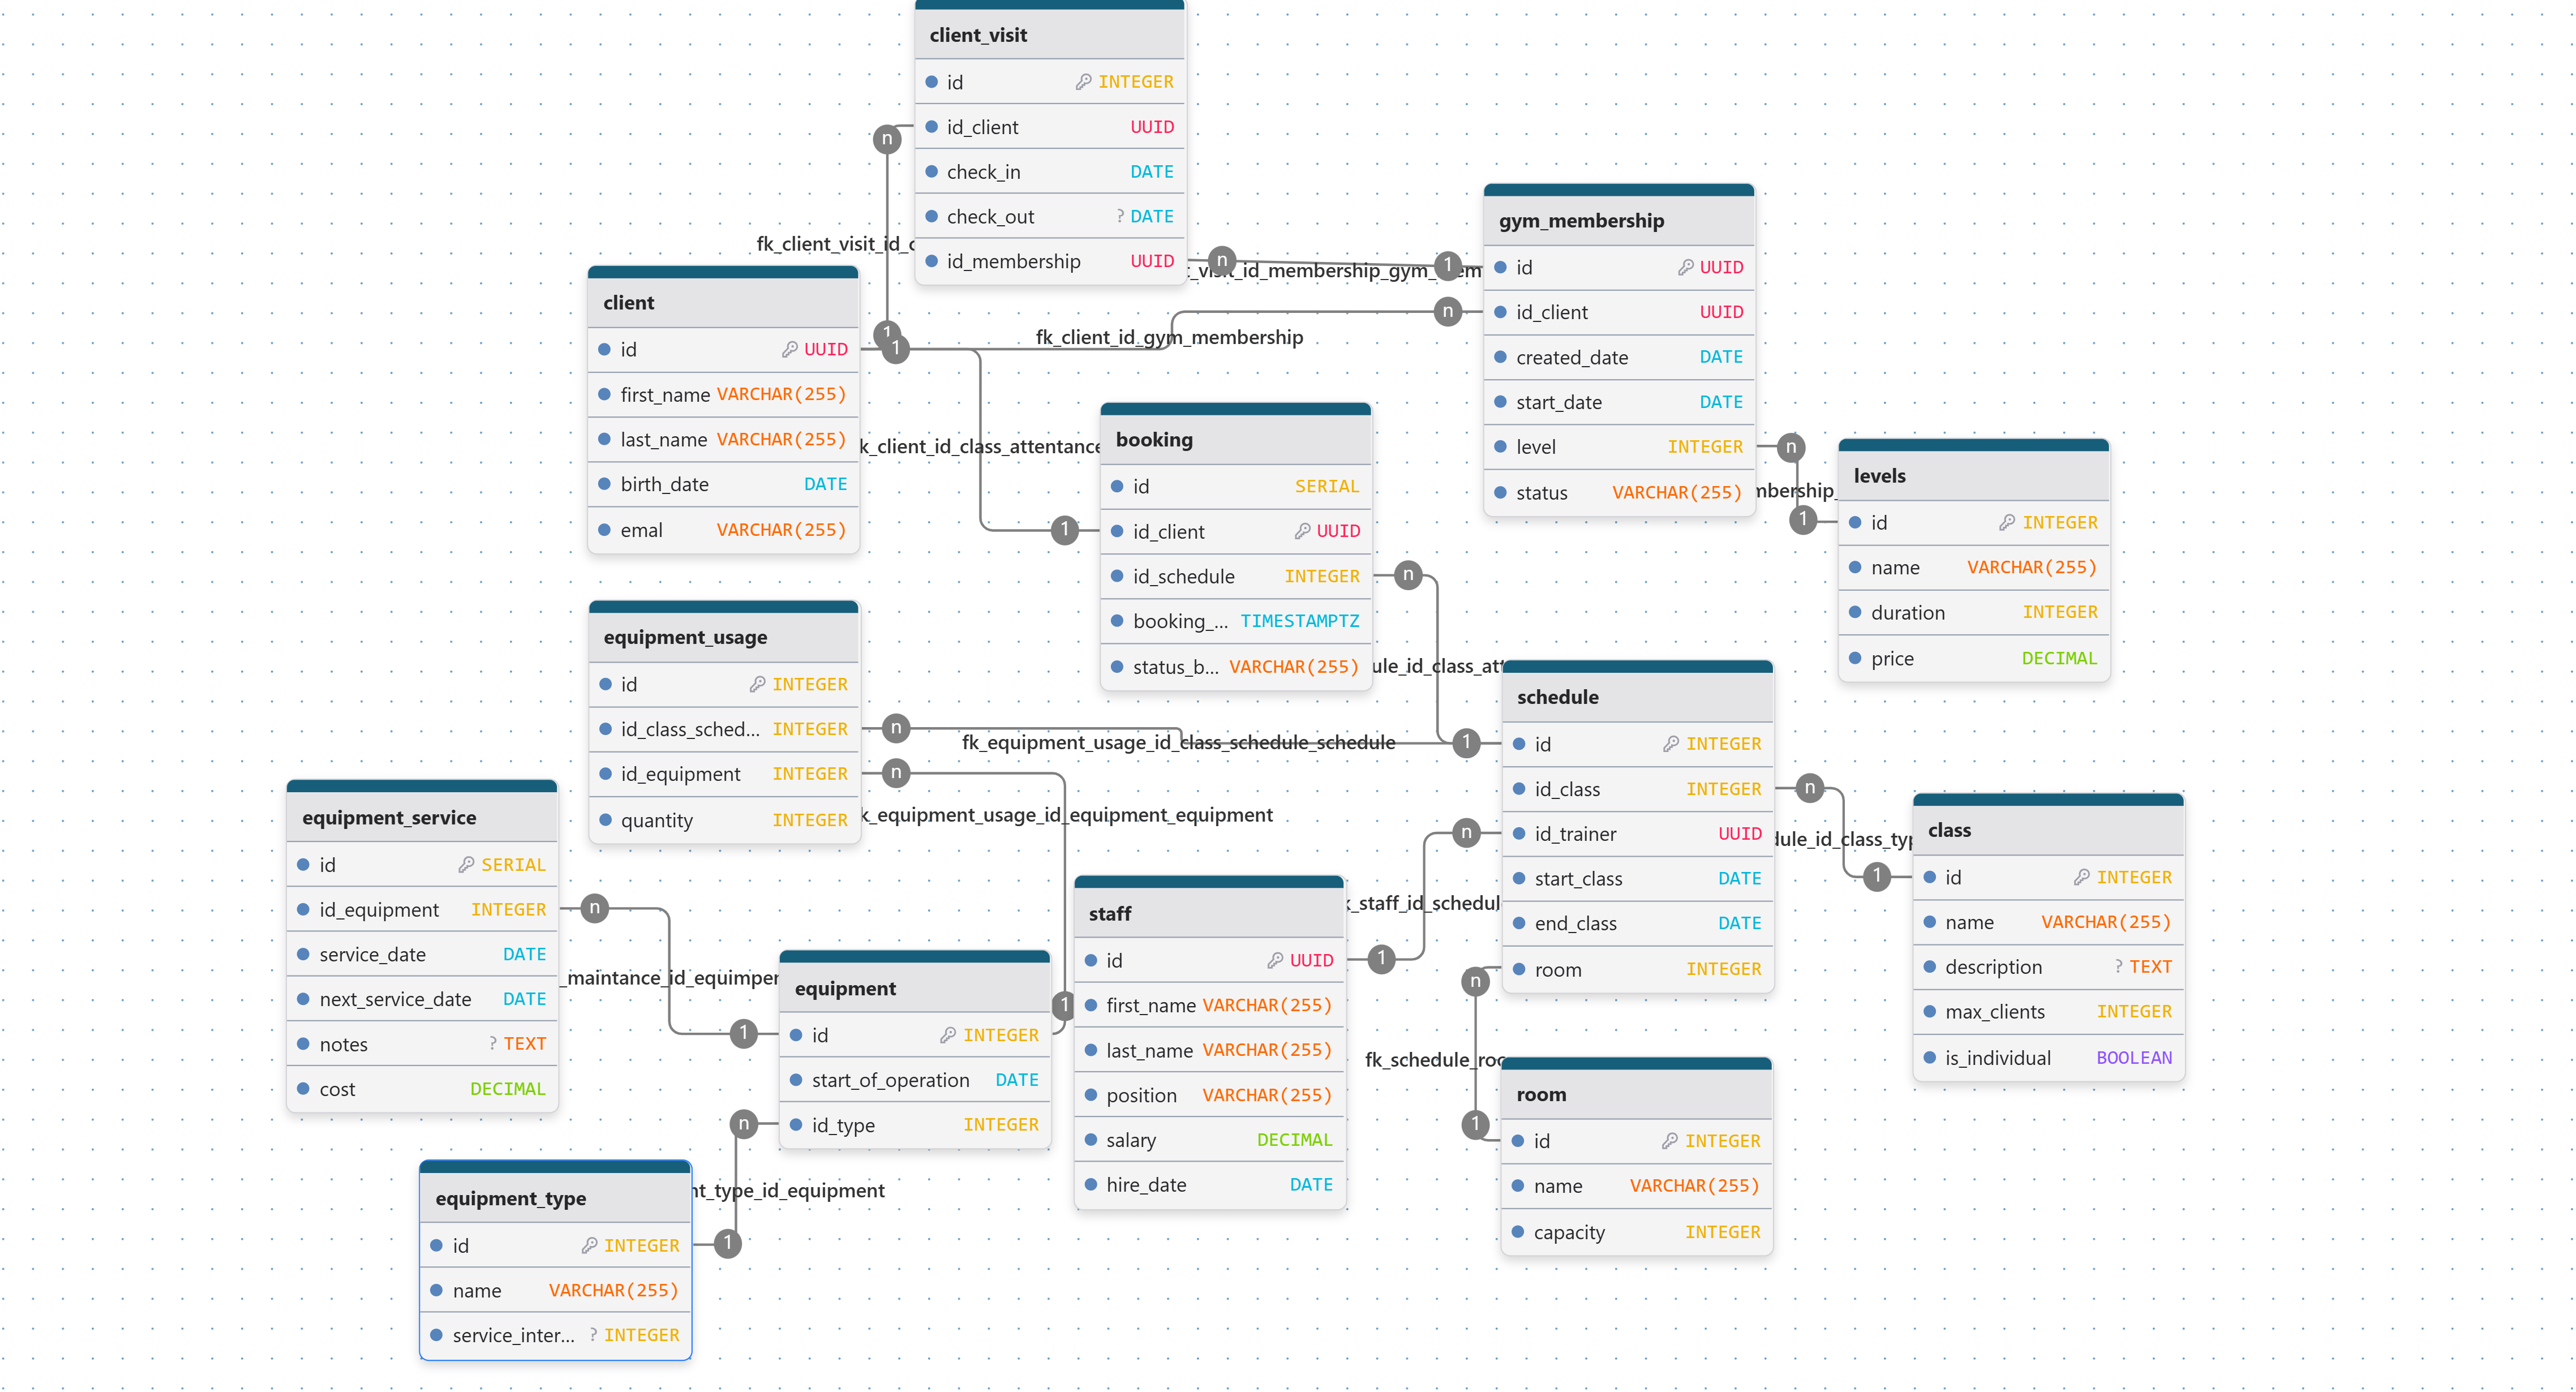 client_visit
id INTEGER
id_client UUID
check_in DATE
check_out ? DATE
id_membership UUID
n
1
fk_client_visit_id_c
n
t_visit_id_membership_gym_mem
1
gym_membership
id UUID
id_client UUID
created_date DATE
start_date DATE
level INTEGER
status VARCHAR(255)
client
id UUID
first_name VARCHAR(255)
last_name VARCHAR(255)
birth_date DATE
emal VARCHAR(255)
1
fk_client_id_gym_membership
n
k_client_id_class_attentance
1
booking
id SERIAL
id_client UUID
id_schedule INTEGER
booking_... TIMESTAMPTZ
status_b... VARCHAR(255)
n
mbership_
1
levels
id INTEGER
name VARCHAR(255)
duration INTEGER
price DECIMAL
n
ule_id_class_att
equipment_usage
id INTEGER
id_class_sched... INTEGER
id_equipment INTEGER
quantity INTEGER
n
fk_equipment_usage_id_class_schedule_schedule
1
n
k_equipment_usage_id_equipment_equipment
1
schedule
id INTEGER
id_class INTEGER
id_trainer UUID
start_class DATE
end_class DATE
room INTEGER
n
dule_id_class_typ
1
class
id INTEGER
name VARCHAR(255)
description ? TEXT
max_clients INTEGER
is_individual BOOLEAN
equipment_service
id SERIAL
id_equipment INTEGER
service_date DATE
next_service_date DATE
notes ? TEXT
cost DECIMAL
n
_maintance_id_equimper
1
equipment
id INTEGER
start_of_operation DATE
id_type INTEGER
staff
id UUID
first_name VARCHAR(255)
last_name VARCHAR(255)
position VARCHAR(255)
salary DECIMAL
hire_date DATE
n
k_staff_id_schedul
1
n
fk_schedule_roo
1
room
id INTEGER
name VARCHAR(255)
capacity INTEGER
n
nt_type_id_equipment
1
equipment_type
id INTEGER
name VARCHAR(255)
service_inter... ? INTEGER